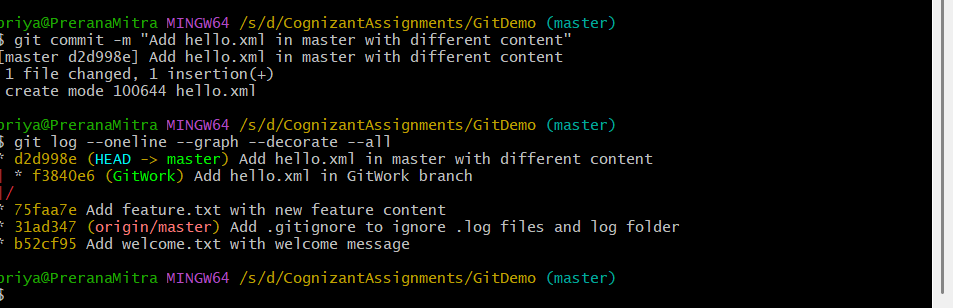 oriya@PreranaMitra MINGW64 /s/d/CognizantAssignments/GitDemo (master)
$ git commit -m "Add hello.xml in master with different content"
[master d2d998e] Add hello.xml in master with different content
 1 file changed, 1 insertion(+)
 create mode 100644 hello.xml
oriya@PreranaMitra MINGW64 /s/d/CognizantAssignments/GitDemo (master)
$ git log --oneline --graph --decorate --all
* d2d998e (HEAD -> master) Add hello.xml in master with different content
| * f3840e6 (GitWork) Add hello.xml in GitWork branch
|/
* 75faa7e Add feature.txt with new feature content
* 31ad347 (origin/master) Add .gitignore to ignore .log files and log folder
* b52cf95 Add welcome.txt with welcome message
oriya@PreranaMitra MINGW64 /s/d/CognizantAssignments/GitDemo (master)
$